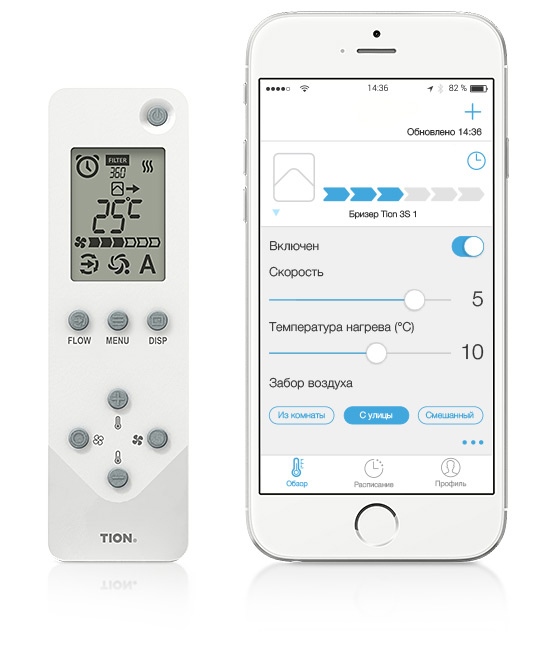 FILTER
360
25°C
A
FLOW MENU DISP
TION®
14:36 82 %
+
Обновлено 14:36
Бризер Tion 3S 1
Включен
Скорость
5
Температура нагрева (°C)
10
Забор воздуха
Из комнаты С улицы Смешанный
Обзор Расписание Профиль